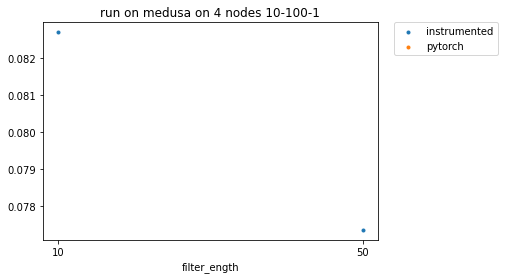 run on medusa on 4 nodes 10-100-1
instrumented
pytorch
0.082
0.081
0.080
0.079
0.078
10
50
filter_ength